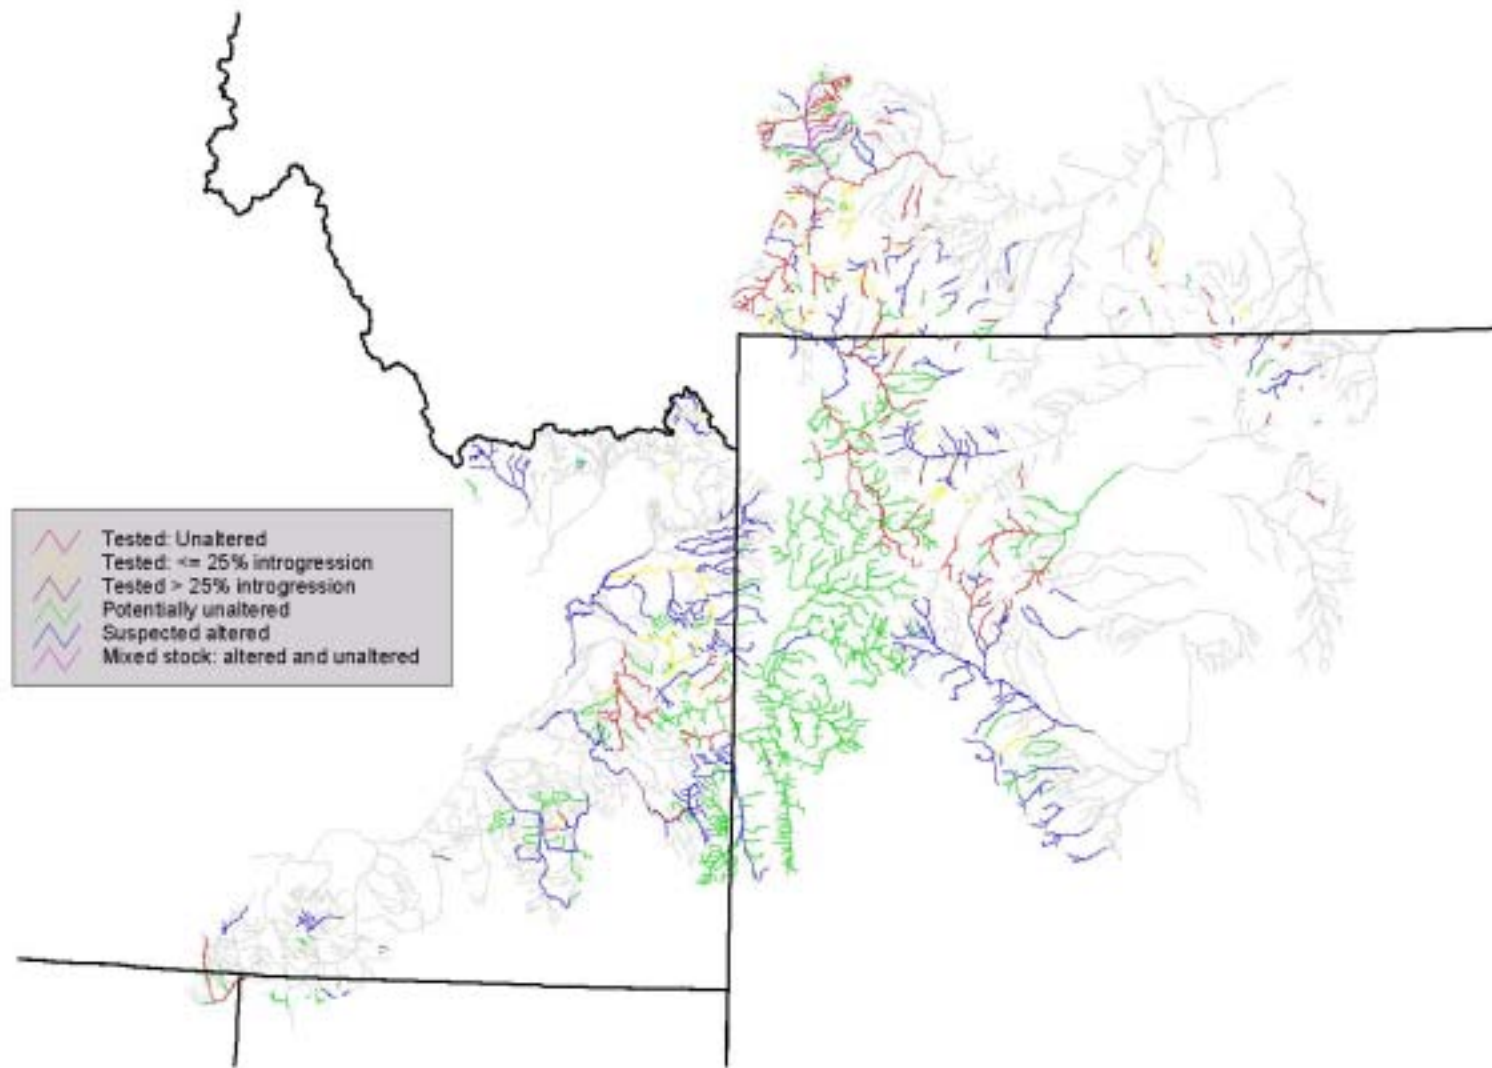 Tested: Unaltered
Tested: <= 25% introgression
Tested > 25% introgression
Potentially unaltered
Suspected altered
Mixed stock: altered and unaltered